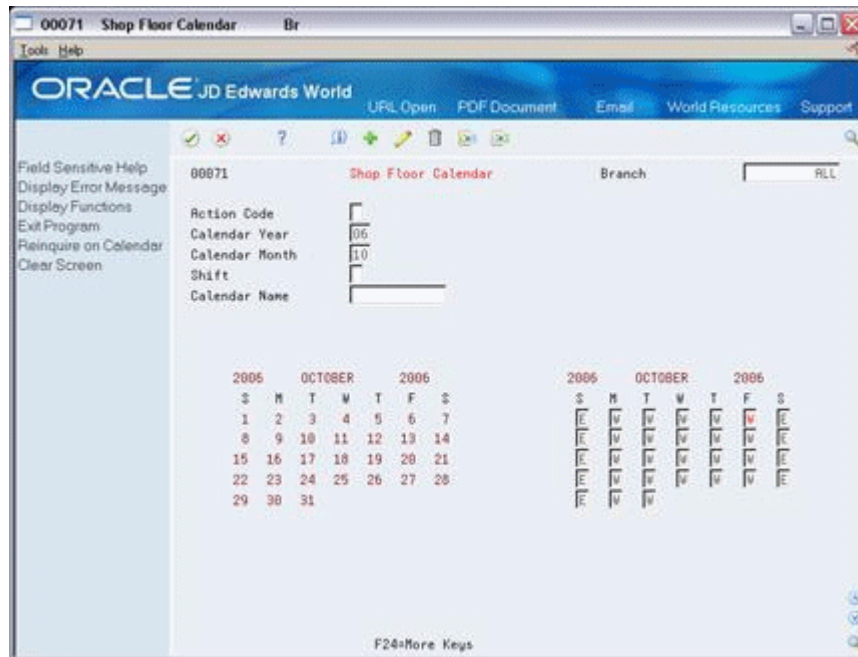 00071 Shop Floor Calendar Br
Tools Help
ORACLE JD Edwards World
URL Open PDF Document Email World Resources Support
Field Sensitive Help
Display Error Message
Display Functions
Exit Program
Reinquire on Calendar
Clear Screen
00071 Shop Floor Calendar Branch ALL
Action Code
Calendar Year 06
Calendar Month 10
Shift
Calendar Name
2006 OCTOBER 2006
S M T W T F S
1 2 3 4 5 6 7
8 9 10 11 12 13 14
15 16 17 18 19 20 21
22 23 24 25 26 27 28
29 30 31
2006 OCTOBER 2006
S M T W T F S
E W W W W W E
E W W W W W E
E W W W W W E
E W W W W W E
E W W
F24=More Keys